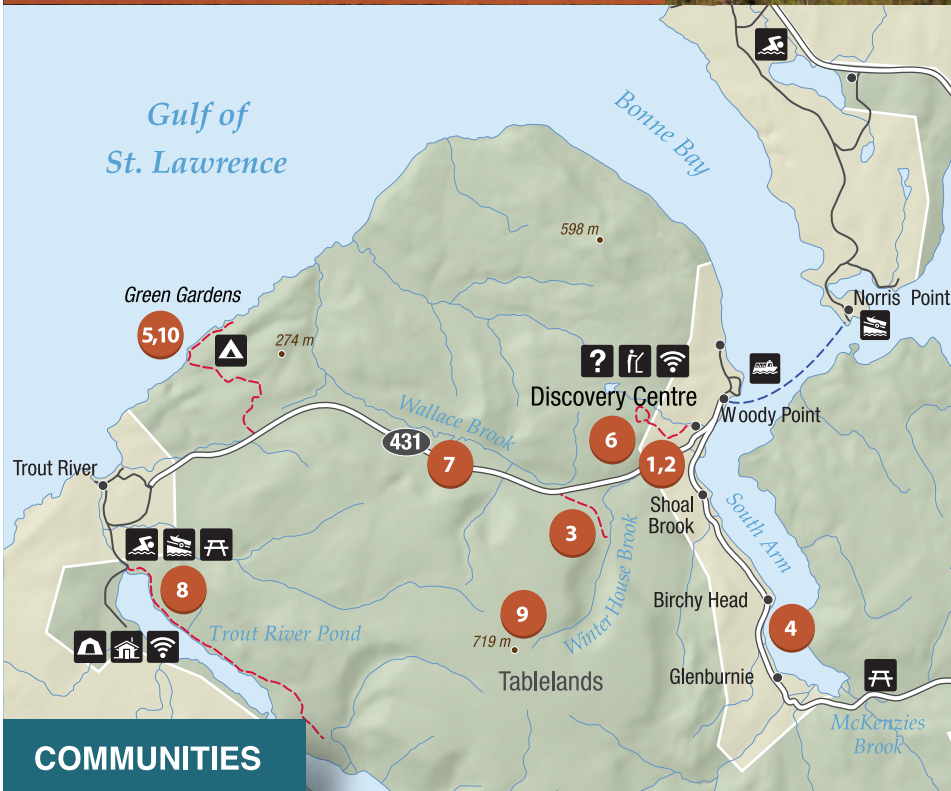 Gulf of
St. Lawrence
Bonne Bay
598 m
Green Gardens
5,10
274 m
Norris Point
?
Discovery Centre
Woody Point
Wallace Brook
431
6
7
1,2
Trout River
Shoal
Brook
South Arm
3
Winter House Brook
8
9
Birchy Head
4
Trout River Pond
719 m
Glenburnie
Tablelands
McKenzies
Brook
COMMUNITIES